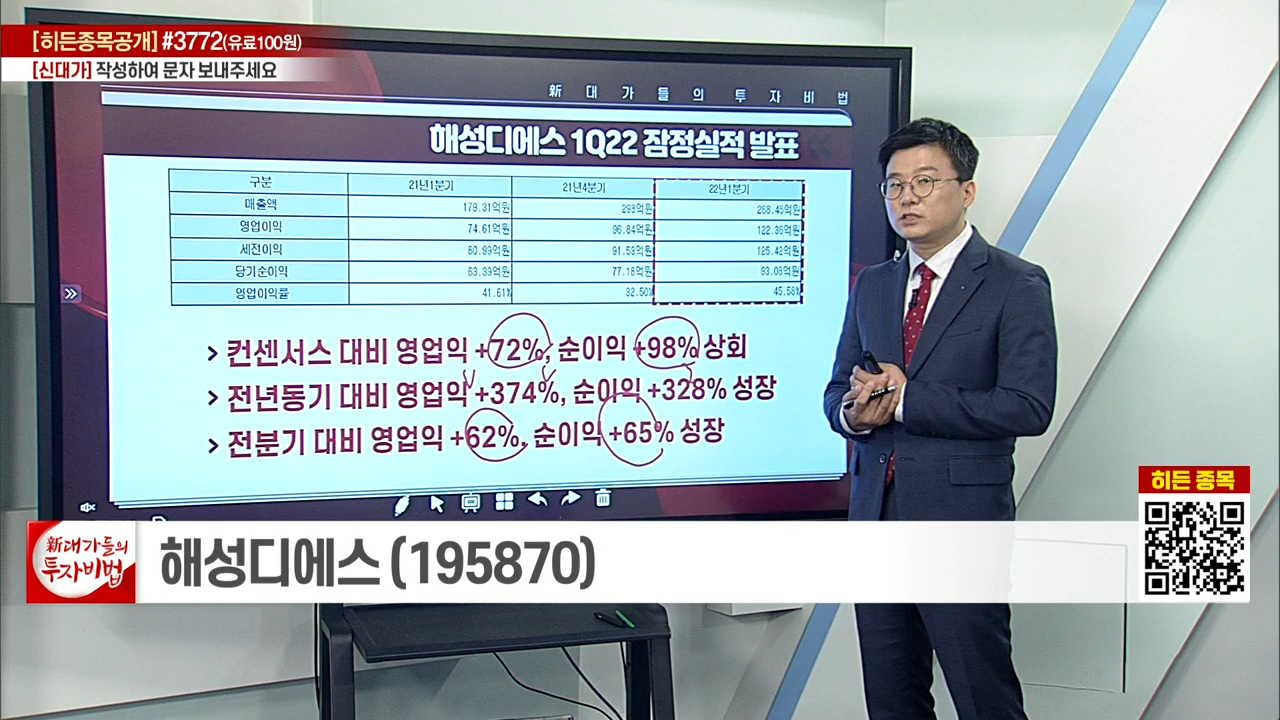 [히든종목공개] #3772(유료100원)
[신대가] 작성하여 문자 보내주세요
新 대 가 들 의 투 자 비 법
해성디에스 1Q22 잠정실적 발표
구분 21년1분기 21년4분기 22년1분기
매출액 179.31억원 298억원 268.45억원
영업이익 74.61억원 96.84억원 122.36억원
세전이익 80.99억원 91.53억원 125.42억원
당기순이익 63.39억원 77.18억원 93.08억원
영업이익률 41.61% 32.50% 45.58%
> 컨센서스 대비 영업익 +72%, 순이익 +98% 상회
> 전년동기 대비 영업익 +374%, 순이익 +328% 성장
> 전분기 대비 영업익 +62%, 순이익 +65% 성장
히든 종목
新대가들의
투자비법
해성디에스 (195870)